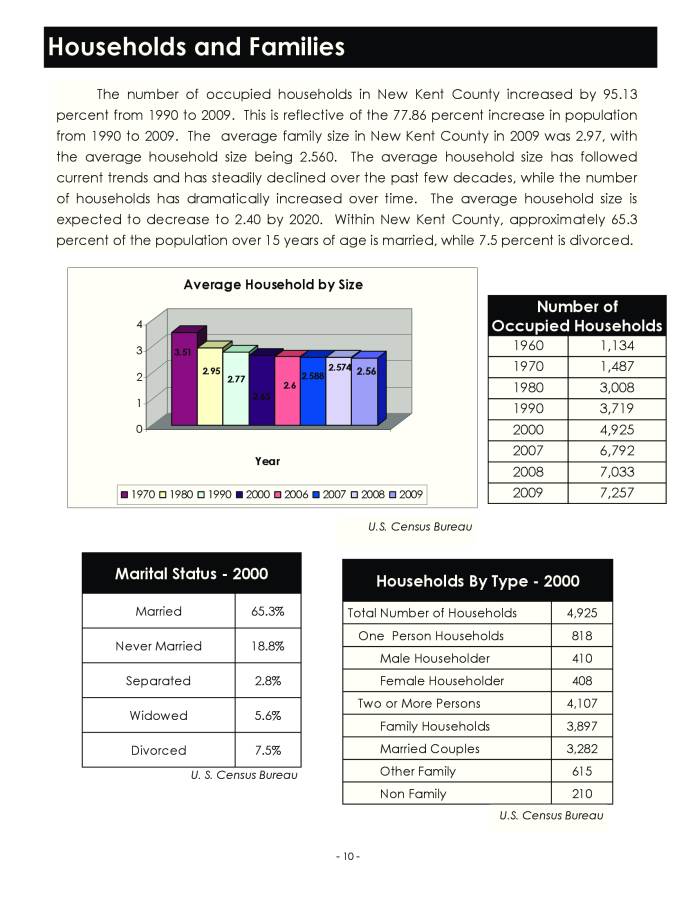 Households and Families
The number of occupied households in New Kent County increased by 95.13
percent from 1990 to 2009. This is reflective of the 77.86 percent increase in population
from 1990 to 2009. The average family size in New Kent County in 2009 was 2.97, with
the average household size being 2.560. The average household size has followed
current trends and has steadily declined over the past few decades, while the number
of households has dramatically increased over time. The average household size is
expected to decrease to 2.40 by 2020. Within New Kent County, approximately 65.3
percent of the population over 15 years of age is married, while 7.5 percent is divorced.
Average Household by Size
4
3
2
1
0
3.51
2.95
2.77
2.65
2.6
2.588
2.574
2.56
Year
1970 1980 1990 2000 2006 2007 2008 2009
Number of
Occupied Households
1960 1,134
1970 1,487
1980 3,008
1990 3,719
2000 4,925
2007 6,792
2008 7,033
2009 7,257
U.S. Census Bureau
Marital Status - 2000
Married 65.3%
Never Married 18.8%
Separated 2.8%
Widowed 5.6%
Divorced 7.5%
U. S. Census Bureau
Households By Type - 2000
Total Number of Households 4,925
One Person Households 818
Male Householder 410
Female Householder 408
Two or More Persons 4,107
Family Households 3,897
Married Couples 3,282
Other Family 615
Non Family 210
U.S. Census Bureau
- 10 -